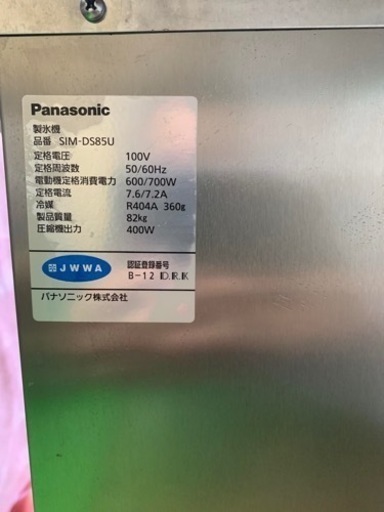 Panasonic
製氷機
品番 SIM-DS85U
定格電圧 100V
定格周波数 50/60Hz
電動機定格消費電力 600/700W
定格電流 7.6/7.2A
冷媒 R404A 360g
製品質量 82kg
圧縮機出力 400W
JWWA
認証登録番号
B-12 I.D.R.K
パナソニック株式会社